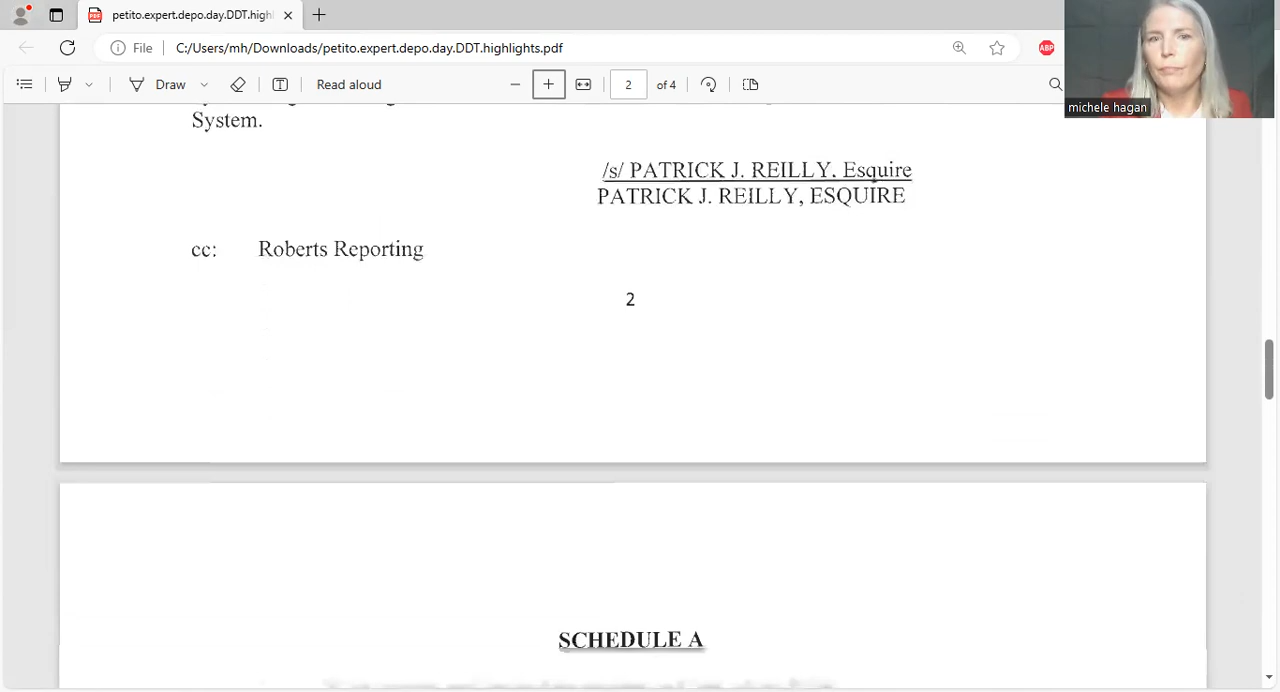 petito.expert.depo.day.DDT.highl
File
C:/Users/mh/Downloads/petito.expert.depo.day.DDT.highlights.pdf
ABP
Draw
Read aloud
2
of 4
michele hagan
System.
/s/ PATRICK J. REILLY, Esquire
PATRICK J. REILLY, ESQUIRE
cc: Roberts Reporting
2
SCHEDULE A